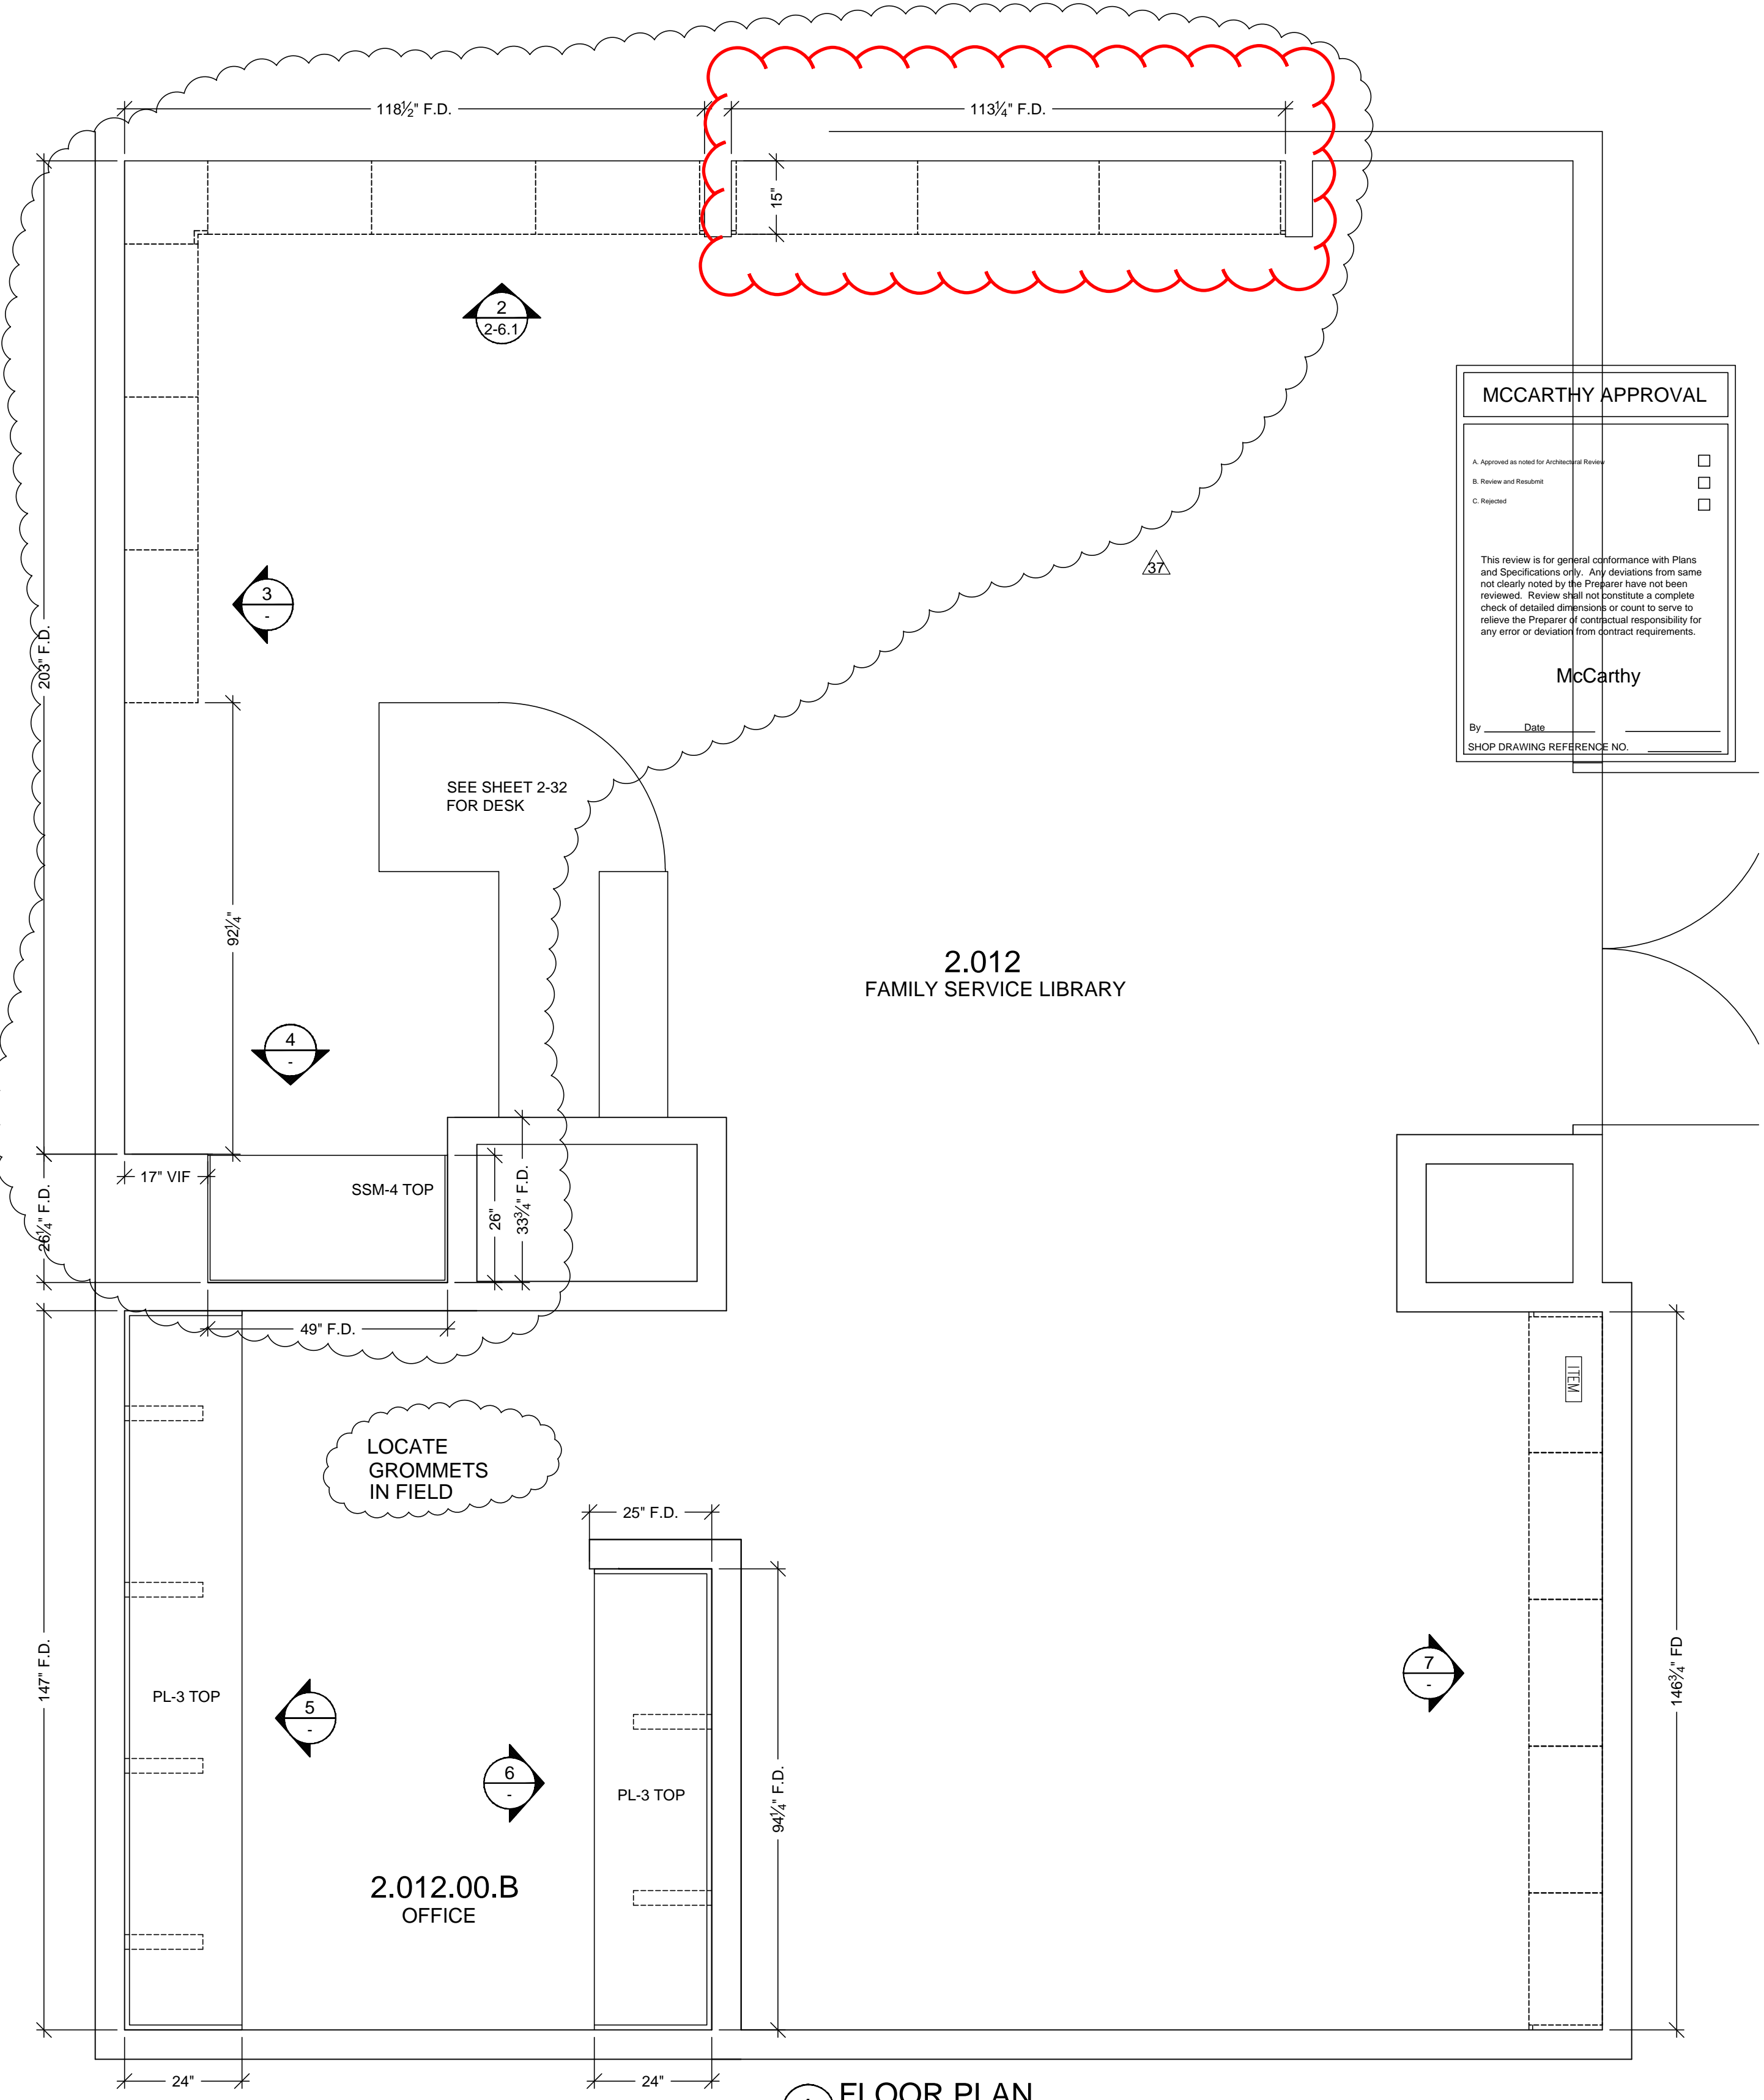 118½" F.D.
113¼" F.D.
15"
2
2-6.1
MCCARTHY APPROVAL
A. Approved as noted for Architectural Review
B. Review and Resubmit
C. Rejected
This review is for general conformance with Plans
and Specifications only. Any deviations from same
not clearly noted by the Preparer have not been
reviewed. Review shall not constitute a complete
check of detailed dimensions or count to serve to
relieve the Preparer of contractual responsibility for
any error or deviation from contract requirements.
McCarthy
By Date
SHOP DRAWING REFERENCE NO.
37
3
-
203" F.D.
SEE SHEET 2-32
FOR DESK
92¼"
2.012
FAMILY SERVICE LIBRARY
4
-
17" VIF
SSM-4 TOP
26"
33¾" F.D.
26¼" F.D.
49" F.D.
ITEM
LOCATE
GROMMETS
IN FIELD
25" F.D.
147" F.D.
PL-3 TOP
5
-
6
-
PL-3 TOP
94¼" F.D.
7
-
146¾" FD
2.012.00.B
OFFICE
24"
24"
FLOOR PLAN